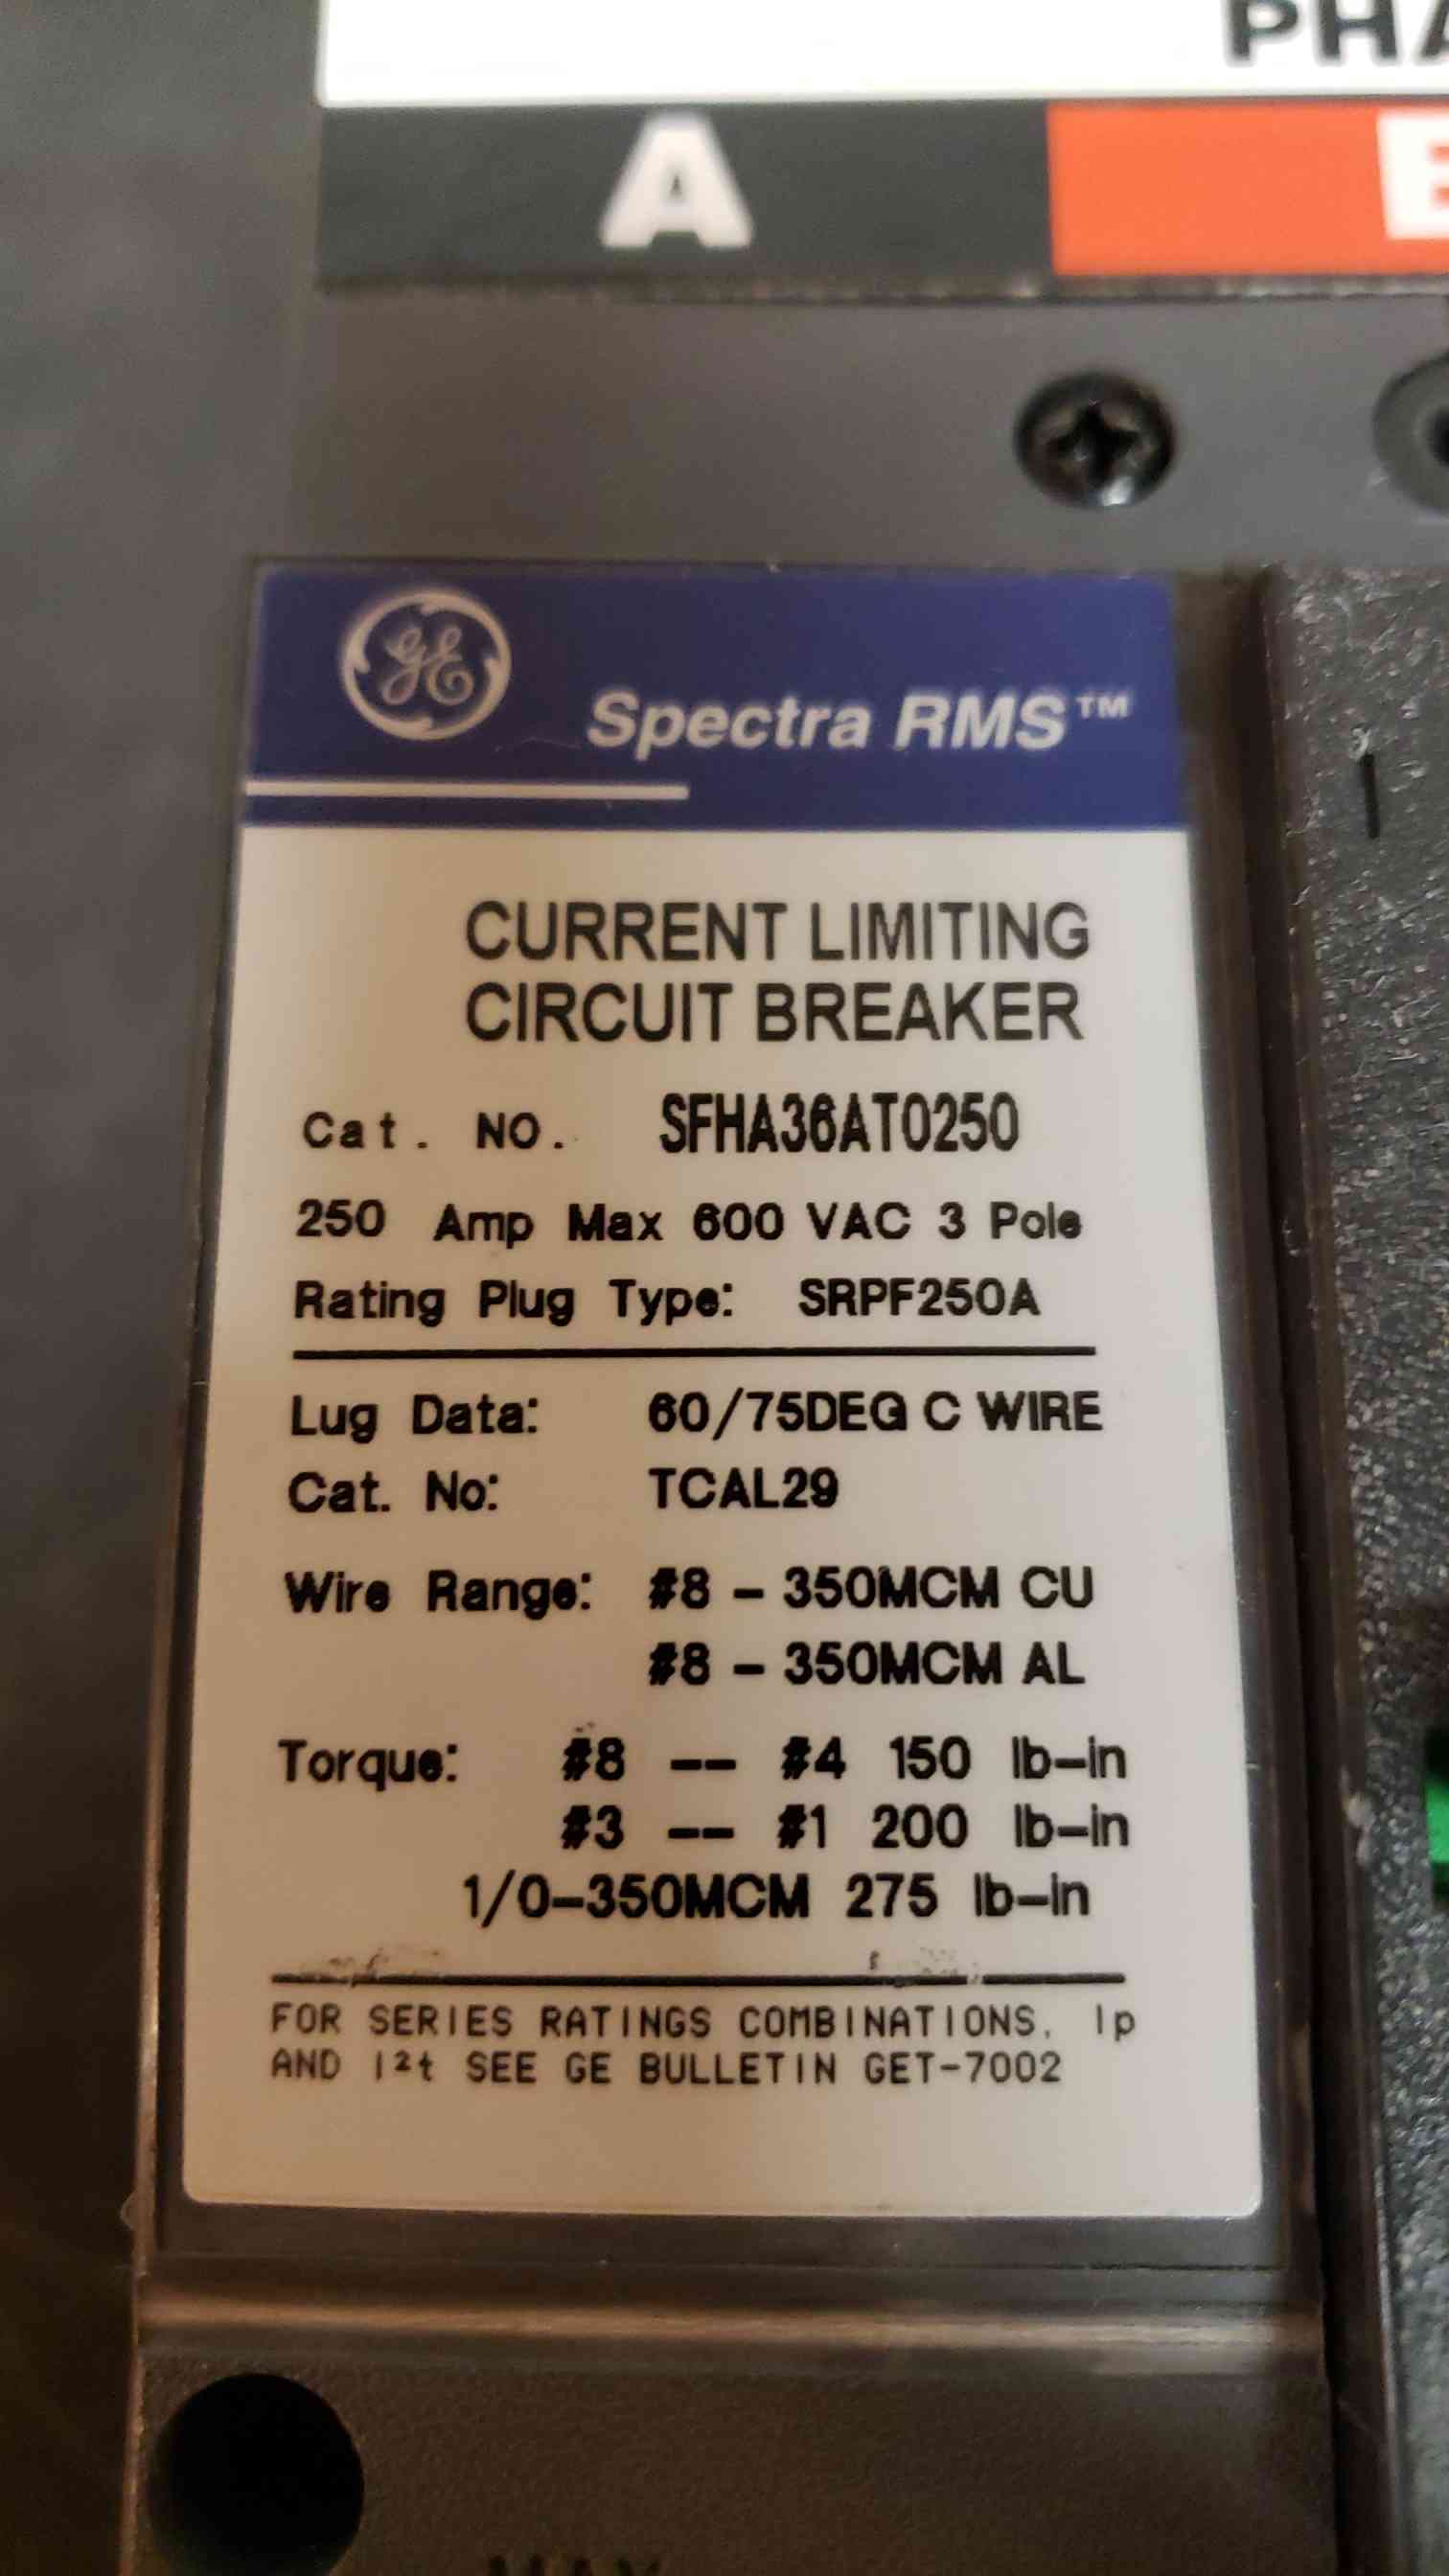 A
GE
Spectra RMS™
CURRENT LIMITING
CIRCUIT BREAKER
Cat. NO. SFHA36AT0250
250 Amp Max 600 VAC 3 Pole
Rating Plug Type: SRPF250A
Lug Data: 60/75DEG C WIRE
Cat. No: TCAL29
Wire Range: #8 - 350MCM CU
#8 - 350MCM AL
Torque: #8 -- #4 150 lb-in
#3 -- #1 200 lb-in
1/0-350MCM 275 lb-in
FOR SERIES RATINGS COMBINATIONS, Ip
AND I²t SEE GE BULLETIN GET-7002